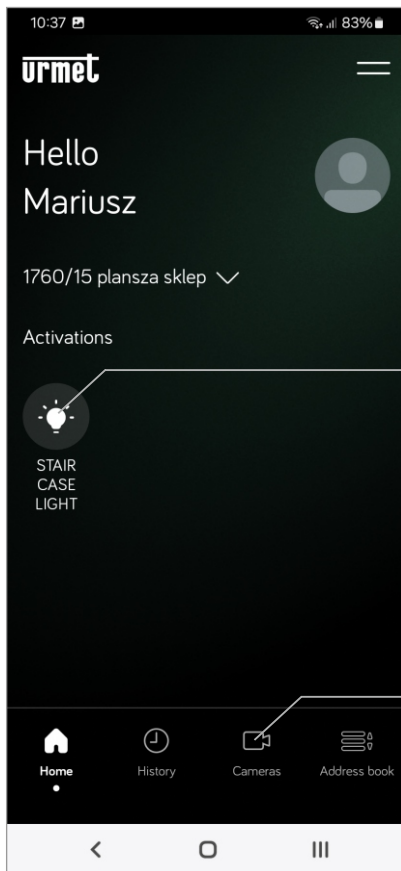 10:37 83%
urmet
Hello
Mariusz
1760/15 plansza sklep
Activations
STAIR
CASE
LIGHT
Home History Cameras Address book